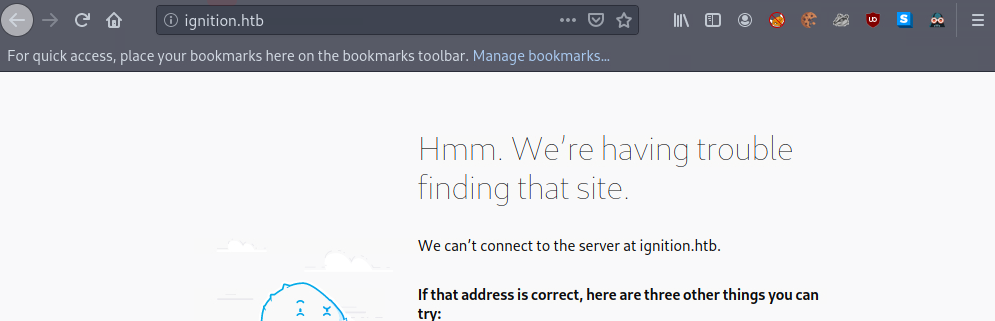 ignition.htb
For quick access, place your bookmarks here on the bookmarks toolbar. Manage bookmarks...
Hmm. We're having trouble
finding that site.
We can't connect to the server at ignition.htb.
If that address is correct, here are three other things you can
try: